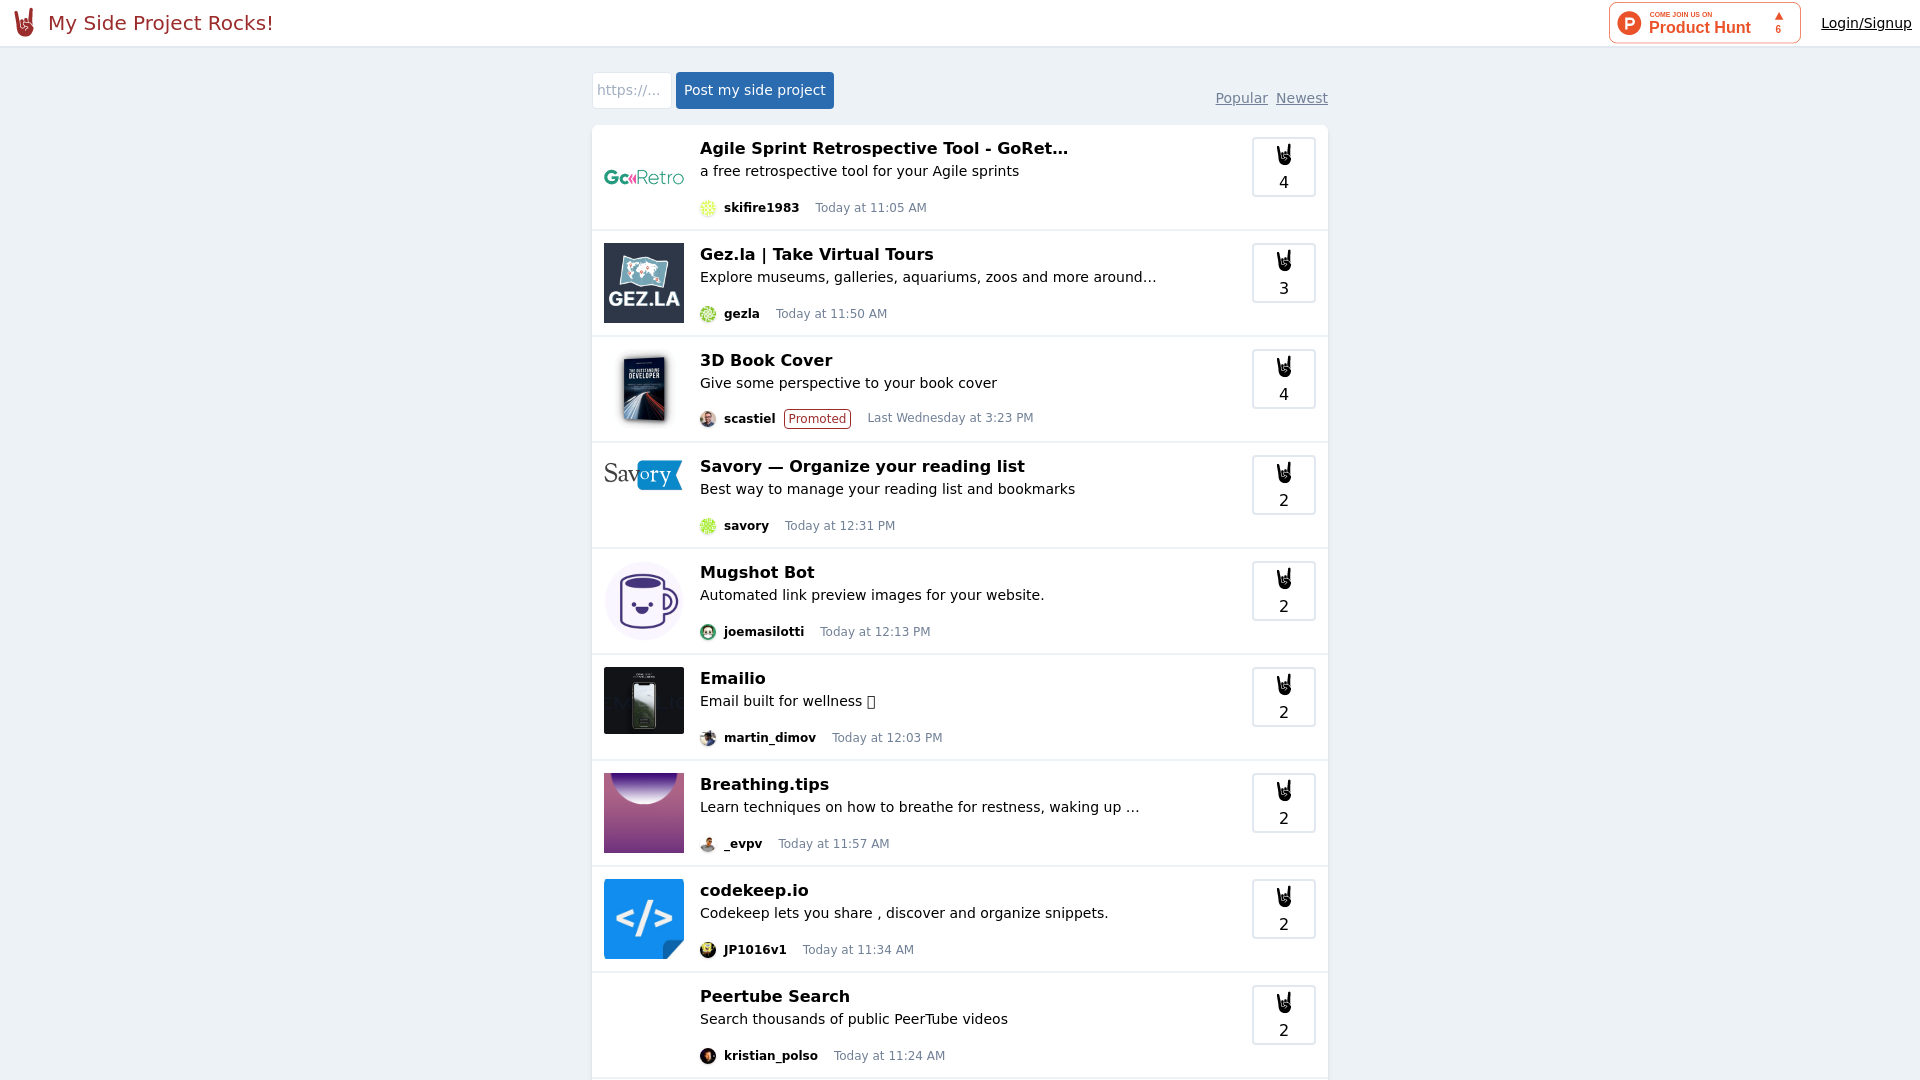 My Side Project Rocks!
COME JOIN US ON
Product Hunt
6
Login/Signup
https://...
Post my side project
Popular Newest
Agile Sprint Retrospective Tool - GoRet...
a free retrospective tool for your Agile sprints
skifire1983 Today at 11:05 AM
4
GoRetro
Gez.la | Take Virtual Tours
Explore museums, galleries, aquariums, zoos and more around...
gezla Today at 11:50 AM
3
GEZ.LA
3D Book Cover
Give some perspective to your book cover
scastiel Promoted Last Wednesday at 3:23 PM
4
THE OUTSTANDING
DEVELOPER
Savory — Organize your reading list
Best way to manage your reading list and bookmarks
savory Today at 12:31 PM
2
Savory
Mugshot Bot
Automated link preview images for your website.
joemasilotti Today at 12:13 PM
2
Emailio
Email built for wellness
martin_dimov Today at 12:03 PM
2
Breathing.tips
Learn techniques on how to breathe for restness, waking up ...
_evpv Today at 11:57 AM
2
codekeep.io
Codekeep lets you share , discover and organize snippets.
JP1016v1 Today at 11:34 AM
2
</>
Peertube Search
Search thousands of public PeerTube videos
kristian_polso Today at 11:24 AM
2